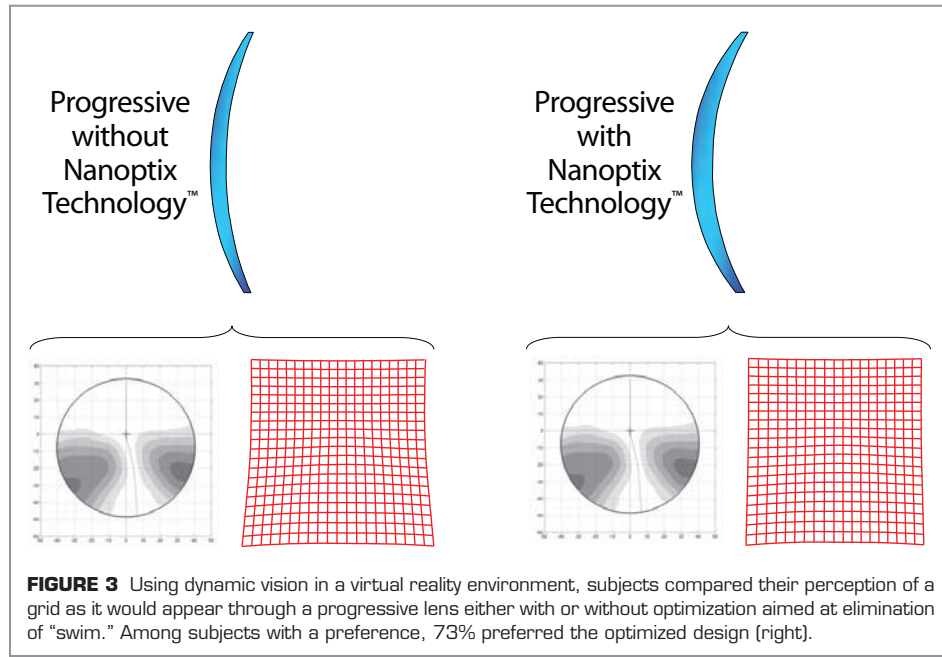 Progressive
without
Nanoptix
Technology™
Progressive
with
Nanoptix
Technology™
FIGURE 3 Using dynamic vision in a virtual reality environment, subjects compared their perception of a
grid as it would appear through a progressive lens either with or without optimization aimed at elimination
of “swim.” Among subjects with a preference, 73% preferred the optimized design (right).